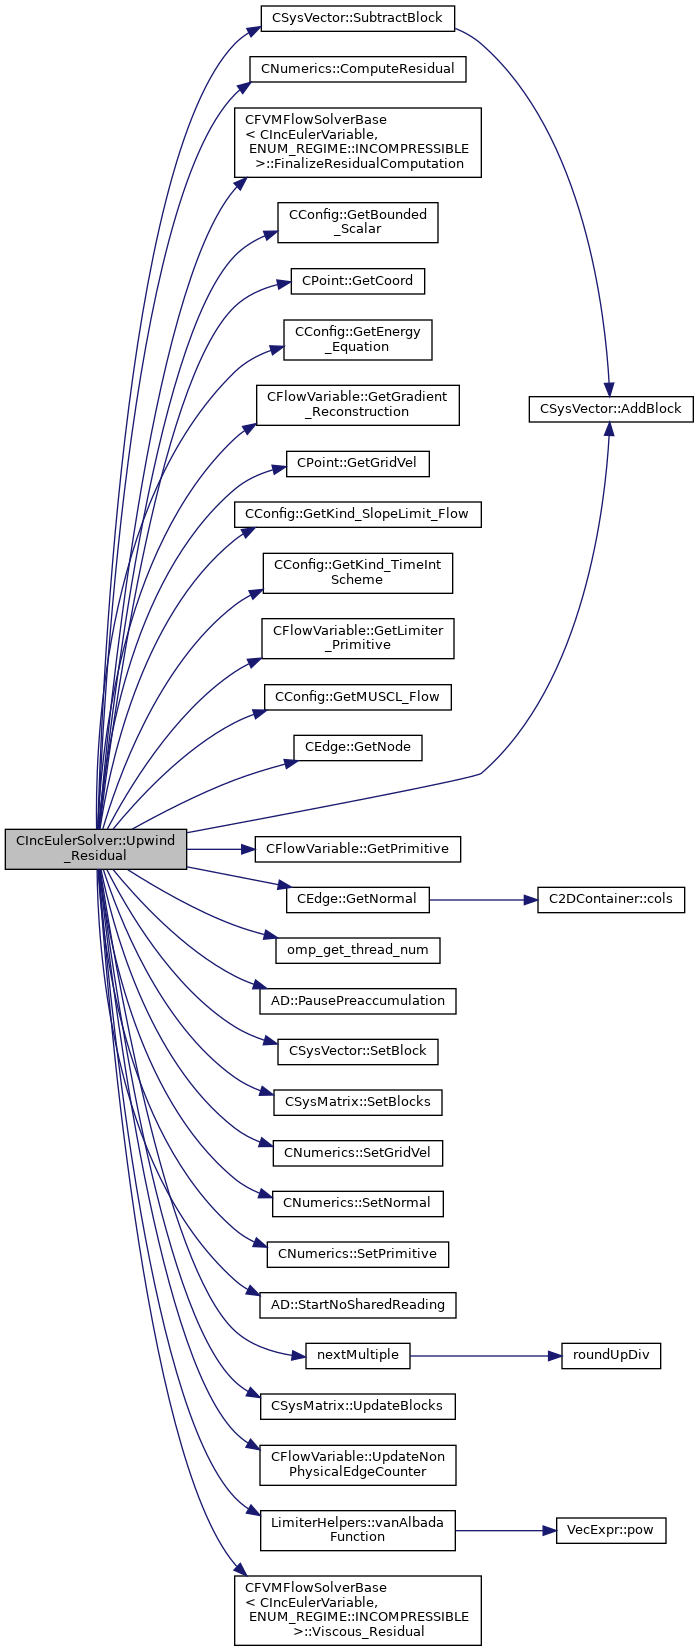 CSysVector::SubtractBlock
CNumerics::ComputeResidual
CFVMFlowSolverBase
< CIncEulerVariable,
ENUM_REGIME::INCOMPRESSIBLE
>::FinalizeResidualComputation
CConfig::GetBounded
_Scalar
CPoint::GetCoord
CConfig::GetEnergy
_Equation
CFlowVariable::GetGradient
_Reconstruction
CSysVector::AddBlock
CPoint::GetGridVel
CConfig::GetKind_SlopeLimit_Flow
CConfig::GetKind_TimeInt
Scheme
CFlowVariable::GetLimiter
_Primitive
CConfig::GetMUSCL_Flow
CEdge::GetNode
CIncEulerSolver::Upwind
_Residual
CFlowVariable::GetPrimitive
CEdge::GetNormal
C2DContainer::cols
omp_get_thread_num
AD::PausePreaccumulation
CSysVector::SetBlock
CSysMatrix::SetBlocks
CNumerics::SetGridVel
CNumerics::SetNormal
CNumerics::SetPrimitive
AD::StartNoSharedReading
nextMultiple
roundUpDiv
CSysMatrix::UpdateBlocks
CFlowVariable::UpdateNon
PhysicalEdgeCounter
LimiterHelpers::vanAlbada
Function
VecExpr::pow
CFVMFlowSolverBase
< CIncEulerVariable,
ENUM_REGIME::INCOMPRESSIBLE
>::Viscous_Residual